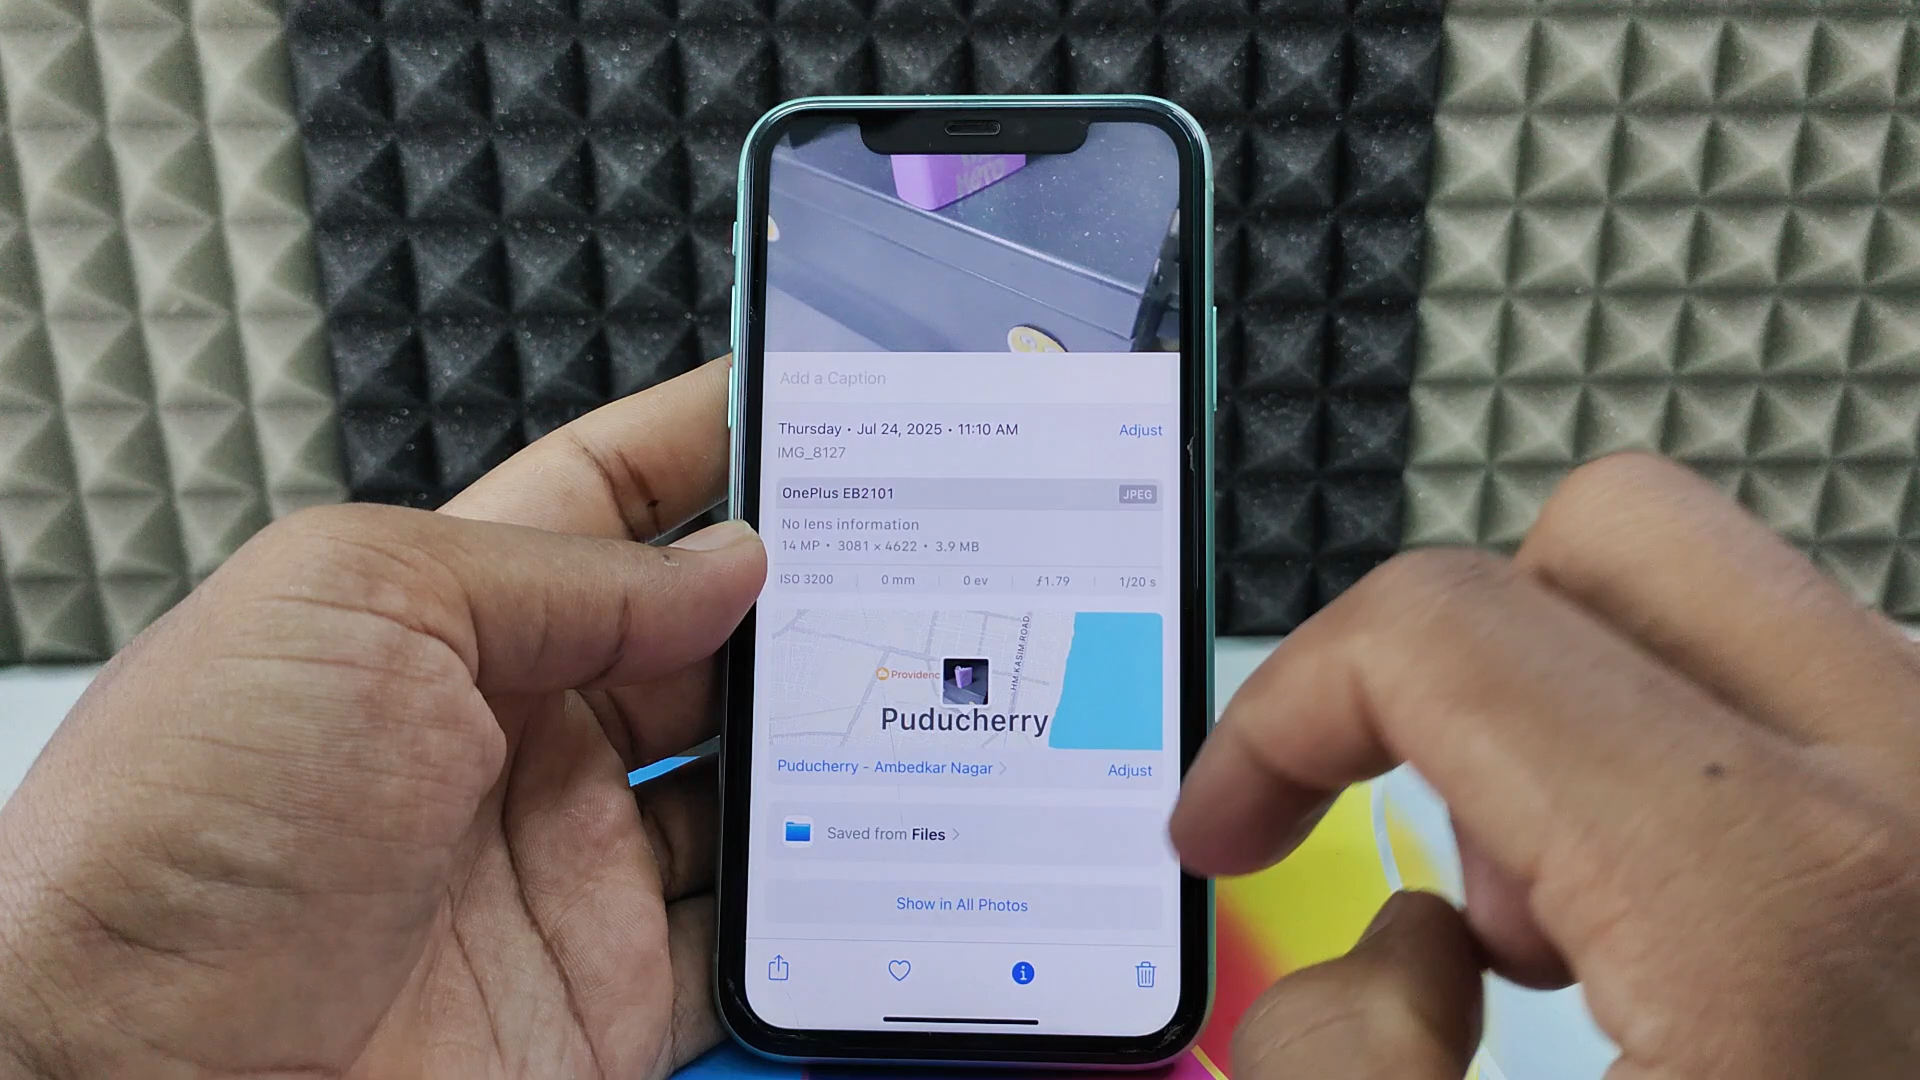 Add a Caption
Thursday • Jul 24, 2025 • 11:10 AM
Adjust
IMG_8127
OnePlus EB2101
JPEG
No lens information
14 MP • 3081 × 4622 • 3.9 MB
ISO 3200
0 mm
0 ev
ƒ1.79
1/20 s
HM KASIM ROAD
Providenc
Puducherry
Puducherry - Ambedkar Nagar
Adjust
Saved from Files
Show in All Photos